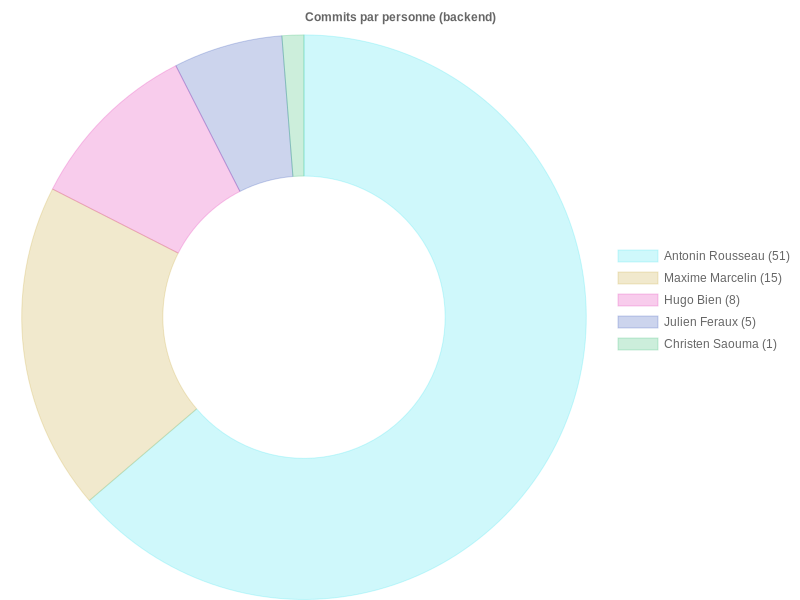 Commits par personne (backend)
Antonin Rousseau (51)
Maxime Marcelin (15)
Hugo Bien (8)
Julien Feraux (5)
Christen Saouma (1)